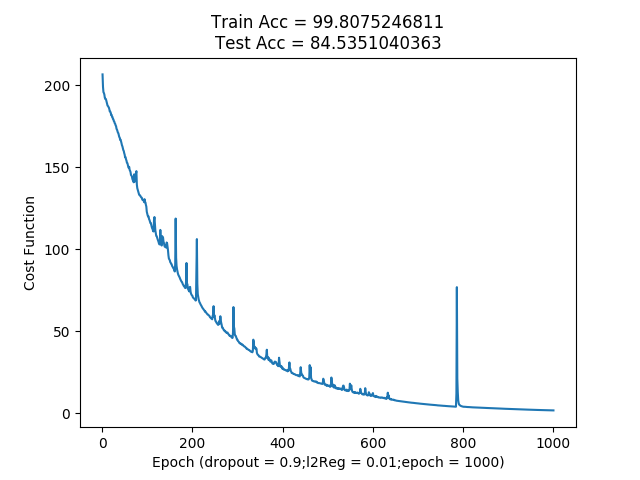 Train Acc = 99.8075246811
Test Acc = 84.5351040363
200
150
100
50
0
Cost Function
0 200 400 600 800 1000
Epoch (dropout = 0.9;l2Reg = 0.01;epoch = 1000)